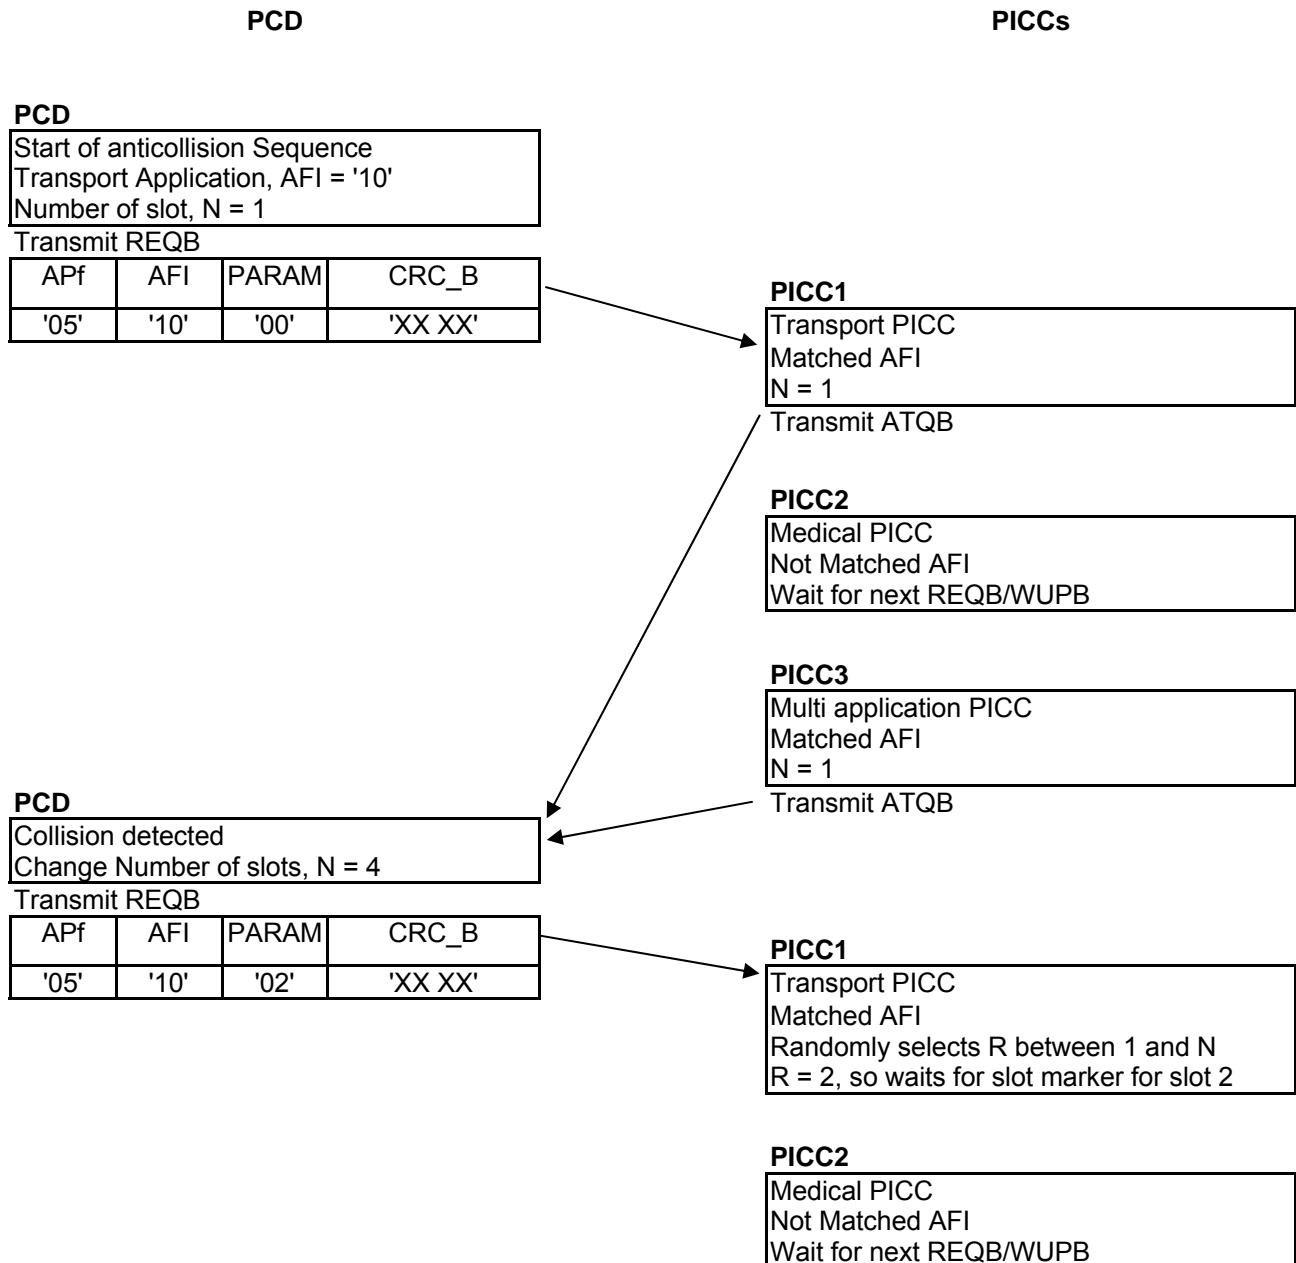 PCD PICCs
PCD
Start of anticollision Sequence
Transport Application, AFI = '10'
Number of slot, N = 1
Transmit REQB
APf AFI PARAM CRC_B
'05' '10' '00' 'XX XX'
PICC1
Transport PICC
Matched AFI
N = 1
Transmit ATQB
PICC2
Medical PICC
Not Matched AFI
Wait for next REQB/WUPB
PICC3
Multi application PICC
Matched AFI
N = 1
Transmit ATQB
PCD
Collision detected
Change Number of slots, N = 4
Transmit REQB
APf AFI PARAM CRC_B
'05' '10' '02' 'XX XX'
PICC1
Transport PICC
Matched AFI
Randomly selects R between 1 and N
R = 2, so waits for slot marker for slot 2
PICC2
Medical PICC
Not Matched AFI
Wait for next REQB/WUPB